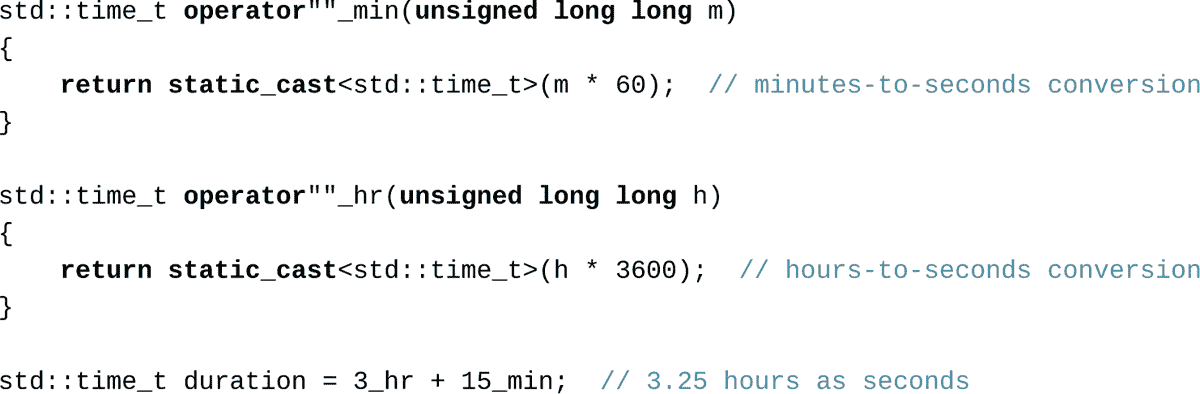 std::time_t operator""_min(unsigned long long m)
{
    return static_cast<std::time_t>(m * 60);  // minutes-to-seconds conversion
}

std::time_t operator""_hr(unsigned long long h)
{
    return static_cast<std::time_t>(h * 3600);  // hours-to-seconds conversion
}

std::time_t duration = 3_hr + 15_min;  // 3.25 hours as seconds